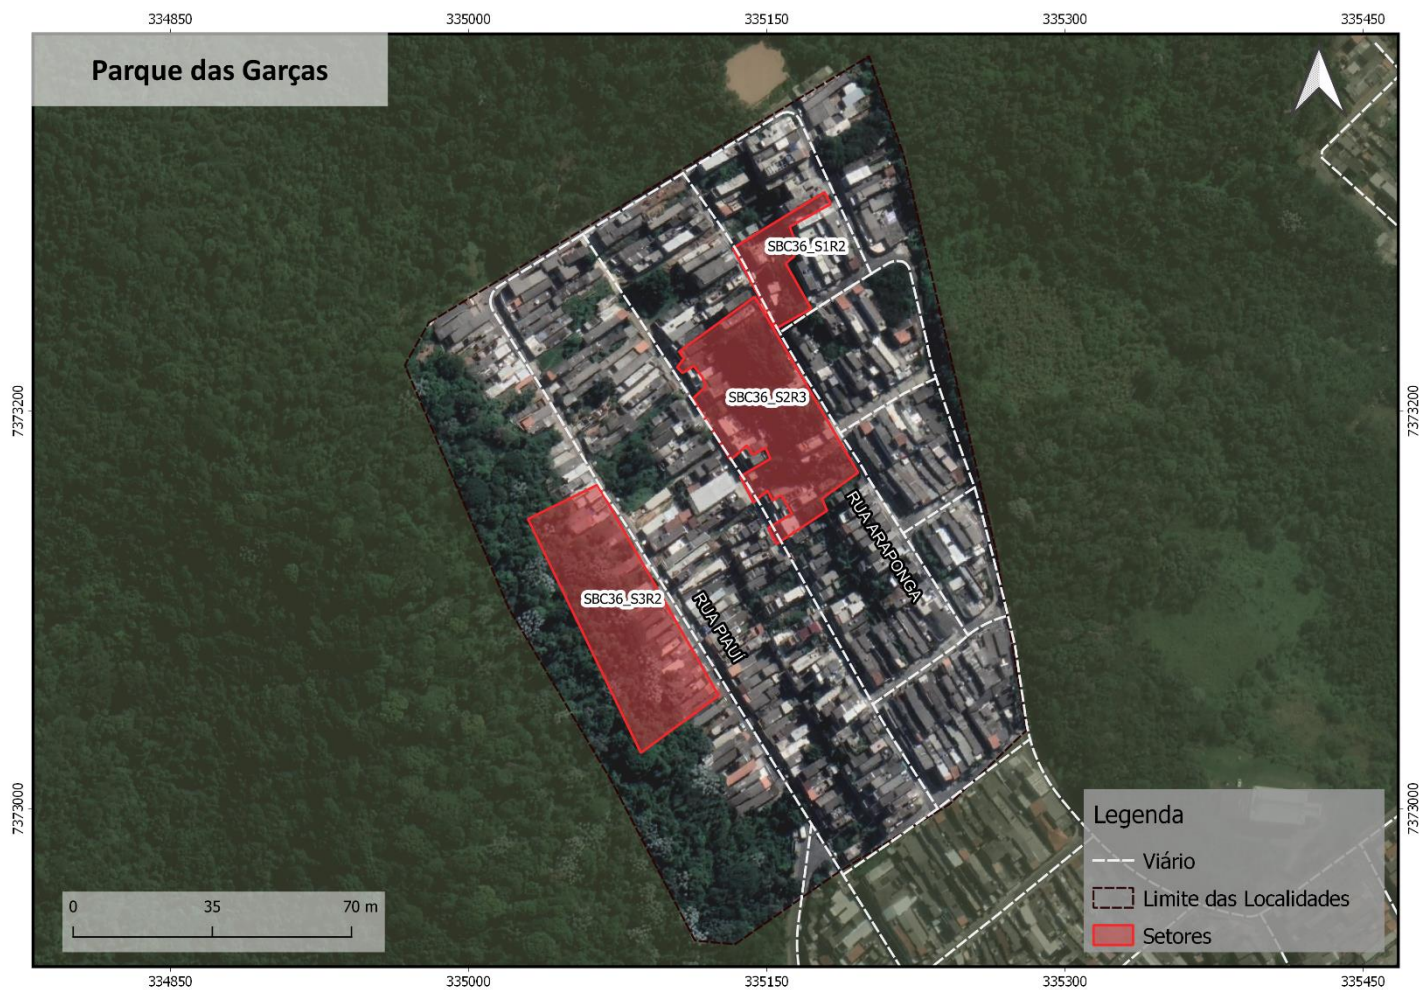 334850 335000 335150 335300 335450
Parque das Garças
SBC36_S1R2
7373200
SBC36_S2R3
7373200
RUA ARAPONGA
SBC36_S3R2
RUA PIAUÍ
7373000
7373000
Legenda
Viário
Limite das Localidades
Setores
0 35 70 m
334850 335000 335150 335300 335450